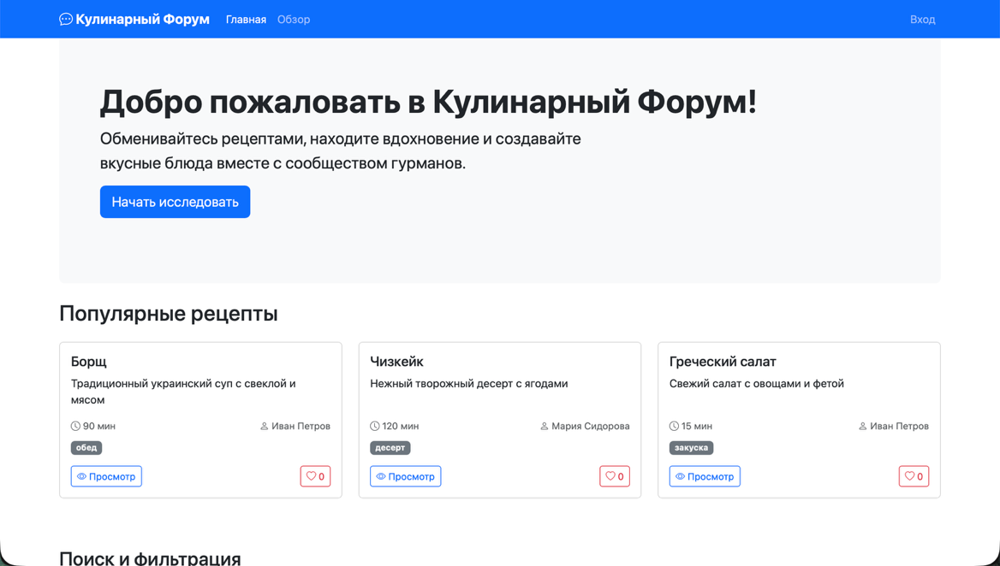 Кулинарный Форум Главная Обзор Вход
Добро пожаловать в Кулинарный Форум!
Обменивайтесь рецептами, находите вдохновение и создавайте
вкусные блюда вместе с сообществом гурманов.
Начать исследовать
Популярные рецепты
Борщ
Традиционный украинский суп с свеклой и
мясом
90 мин Иван Петров
обед
Просмотр 0
Чизкейк
Нежный творожный десерт с ягодами
120 мин Мария Сидорова
десерт
Просмотр 0
Греческий салат
Свежий салат с овощами и фетой
15 мин Иван Петров
закуска
Просмотр 0
Поиск и фильтрация